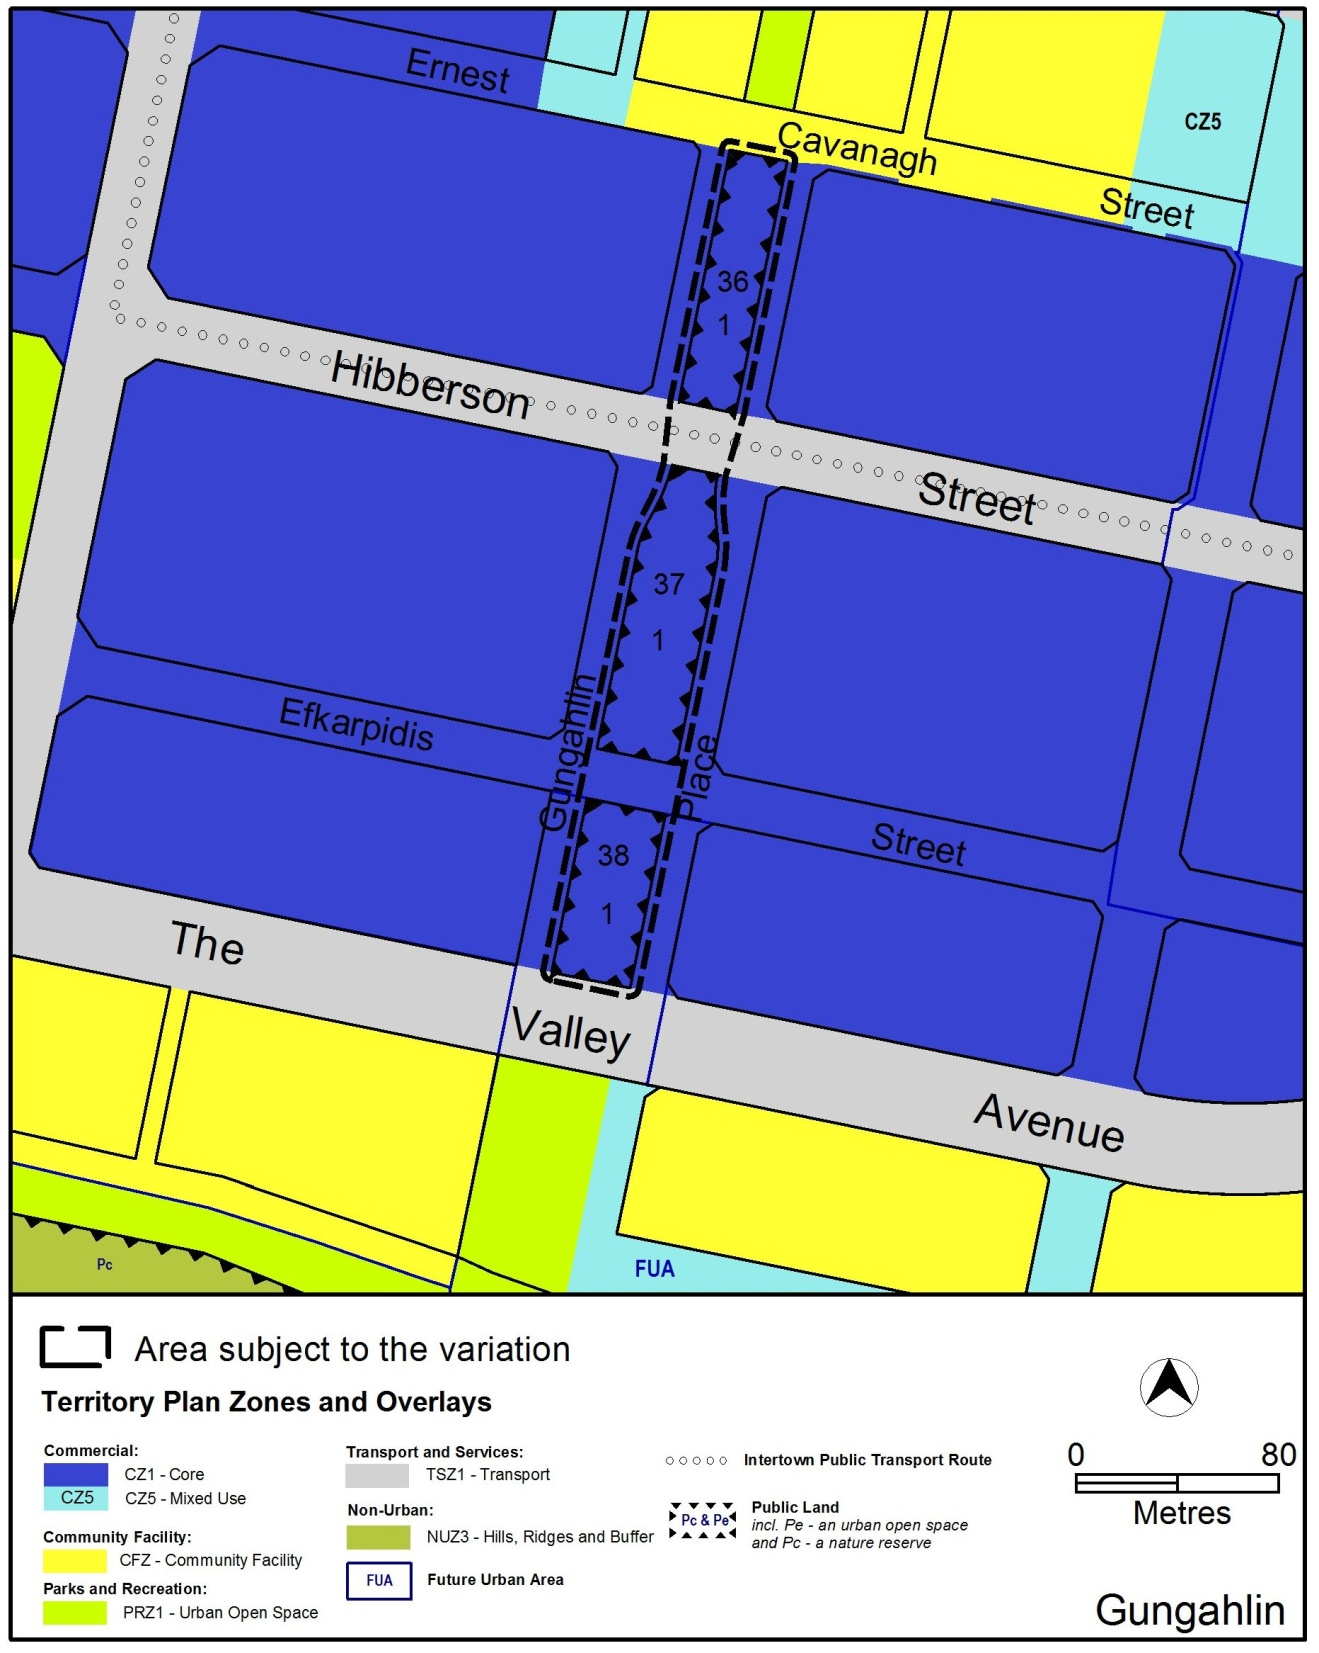 Ernest
Cavanagh
Street
CZ5
36
1
Hibberson
Street
37
1
Gungahlin
Place
Efkarpidis
Street
38
1
The
Valley
Avenue
Pc
FUA
Area subject to the variation
Territory Plan Zones and Overlays
Commercial:
CZ1 - Core
CZ5 CZ5 - Mixed Use
Community Facility:
CFZ - Community Facility
Parks and Recreation:
PRZ1 - Urban Open Space
Transport and Services:
TSZ1 - Transport
Non-Urban:
NUZ3 - Hills, Ridges and Buffer
FUA Future Urban Area
Intertown Public Transport Route
Pc & Pe
Public Land
incl. Pe - an urban open space
and Pc - a nature reserve
0 80
Metres
Gungahlin